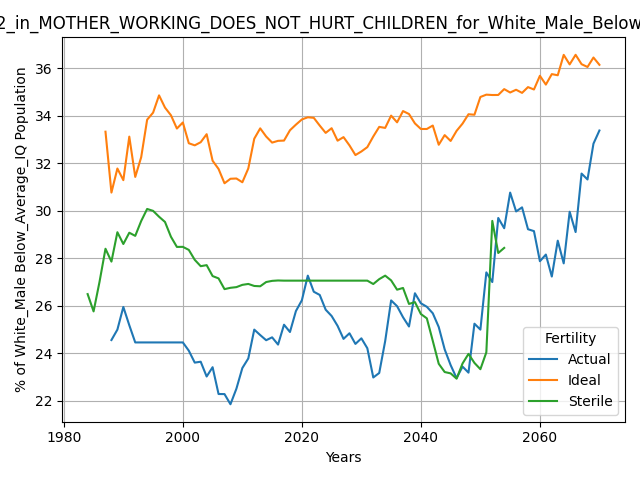 2_in_MOTHER_WORKING_DOES_NOT_HURT_CHILDREN_for_White_Male_Below
36
34
32
30
28
26
24
22
% of White_Male Below_Average_IQ Population
1980
2000
2020
2040
2060
Years
Fertility
Actual
Ideal
Sterile